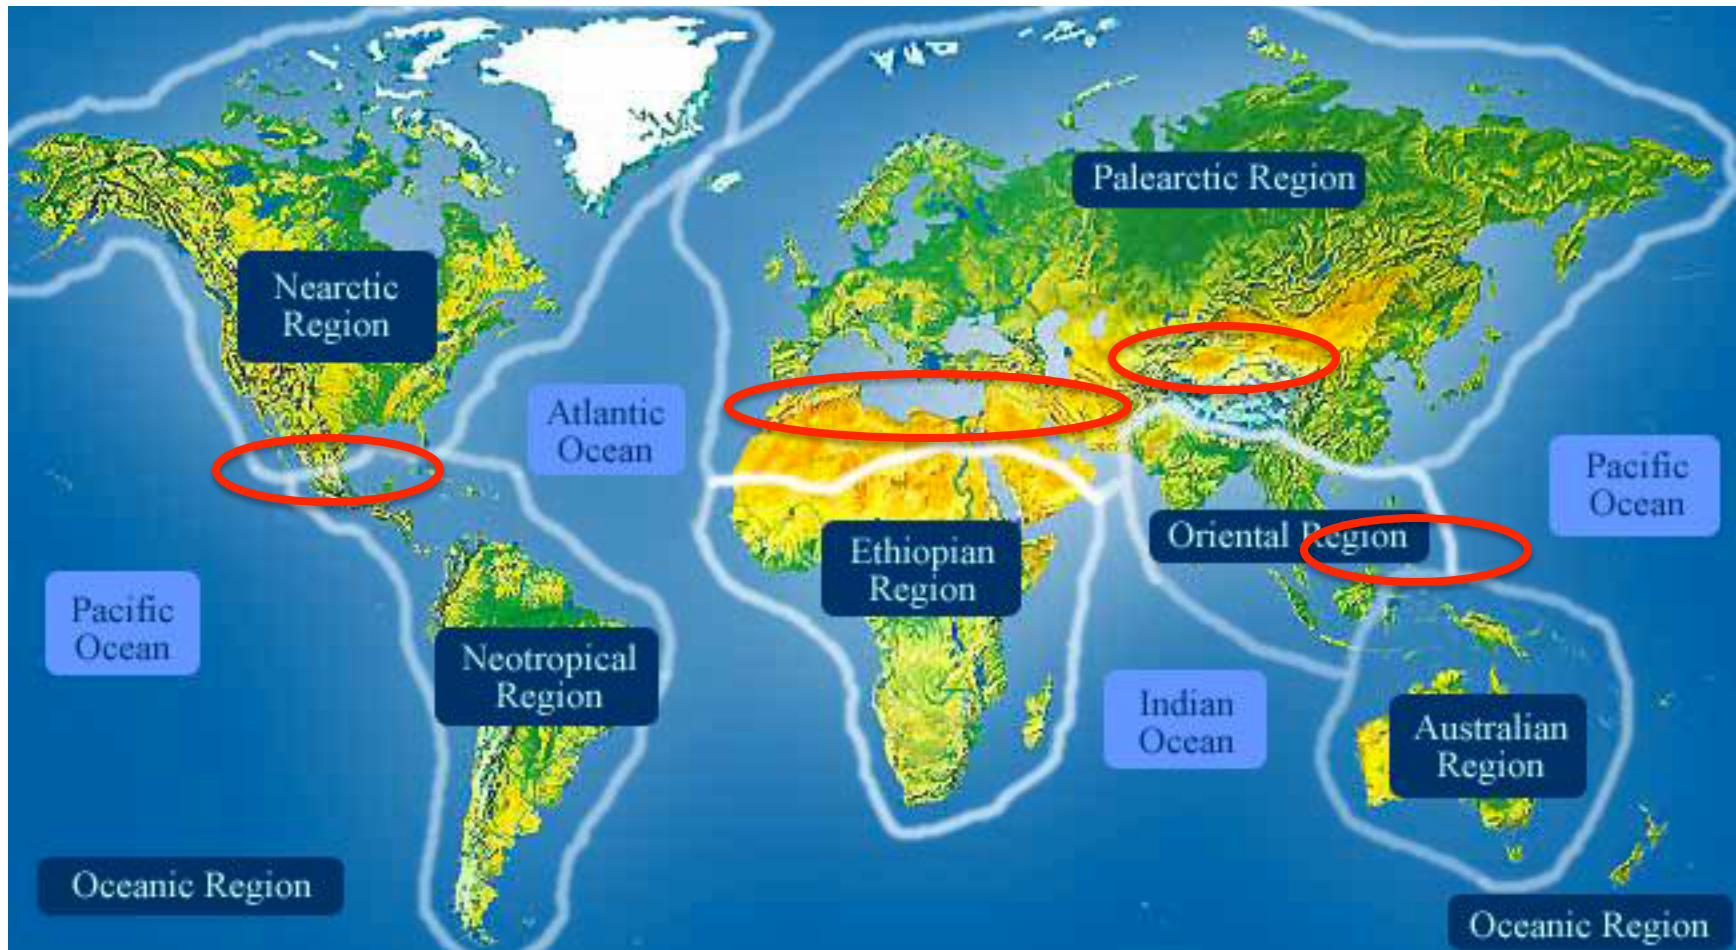 Palearctic Region
Nearctic
Region
Atlantic
Ocean
Pacific
Ocean
Oriental Region
Ethiopian
Region
Pacific
Ocean
Neotropical
Region
Indian
Ocean
Australian
Region
Oceanic Region
Oceanic Region